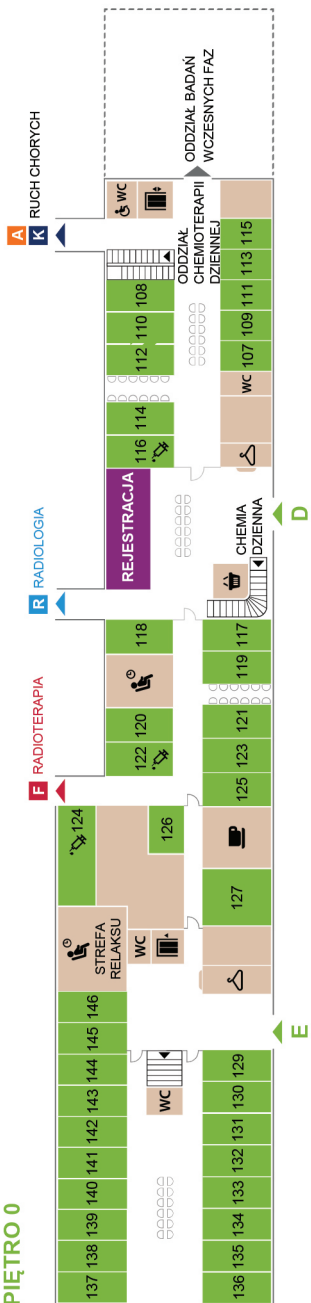 PIĘTRO 0
F RADIOTERAPIA
R RADIOLOGIA
A
K
RUCH CHORYCH
137
138
139
140
141
142
143
144
145
146
STREFA
RELAKSU
124
126
WC
122
120
118
REJESTRACJA
116
114
112
110
108
WC
WC
ODDZIAŁ
CHEMIOTERAPII
DZIENNEJ
ODDZIAŁ BADAŃ
WCZESNYCH FAZ
136
135
134
133
132
131
130
129
127
125
123
121
119
117
CHEMIA
DZIENNA
WC
107
109
111
113
115
E
D